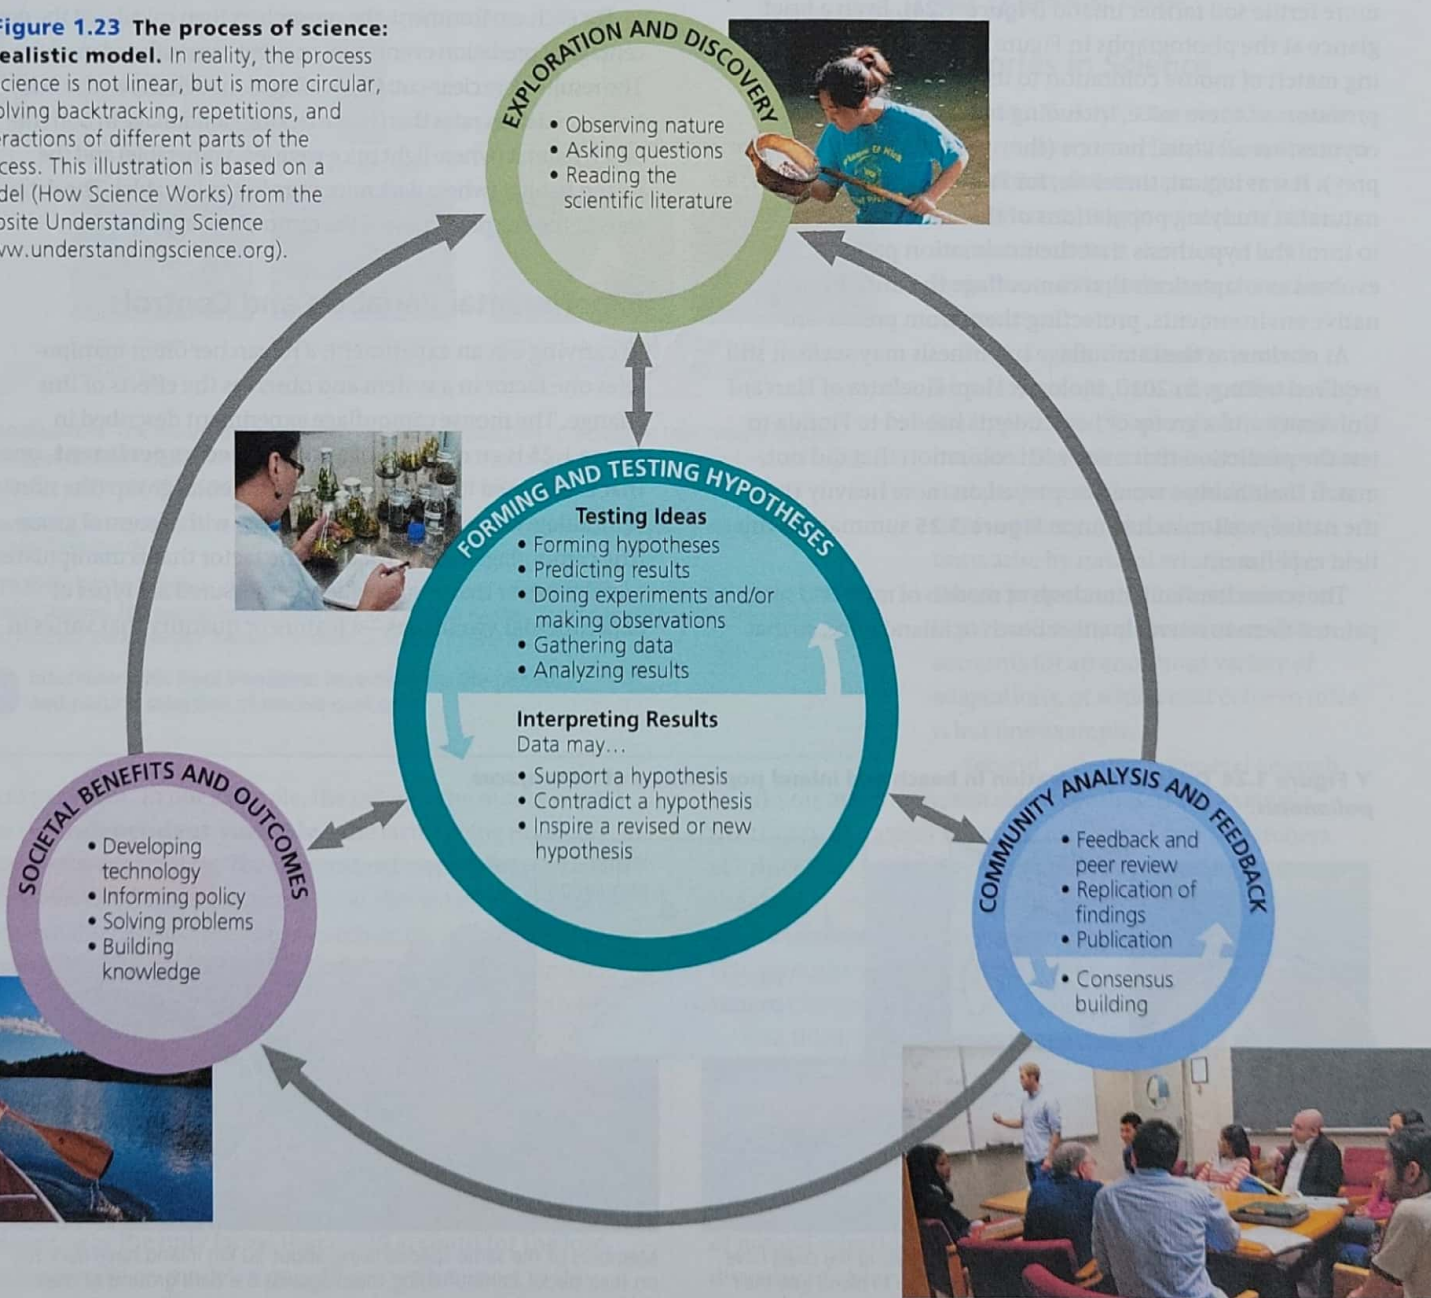 Figure 1.23 The process of science:
ealistic model. In reality, the process
cience is not linear, but is more circular,
olving backtracking, repetitions, and
eractions of different parts of the
cess. This illustration is based on a
del (How Science Works) from the
bsite Understanding Science
ww.understandingscience.org).
EXPLORATION AND DISCOVERY
• Observing nature
• Asking questions
• Reading the
scientific literature
FORMING AND TESTING HYPOTHESES
Testing Ideas
• Forming hypotheses
• Predicting results
• Doing experiments and/or
making observations
• Gathering data
• Analyzing results
Interpreting Results
Data may...
• Support a hypothesis
• Contradict a hypothesis
• Inspire a revised or new
hypothesis
SOCIETAL BENEFITS AND OUTCOMES
• Developing
technology
• Informing policy
• Solving problems
• Building
knowledge
COMMUNITY ANALYSIS AND FEEDBACK
• Feedback and
peer review
• Replication of
findings
• Publication
• Consensus
building